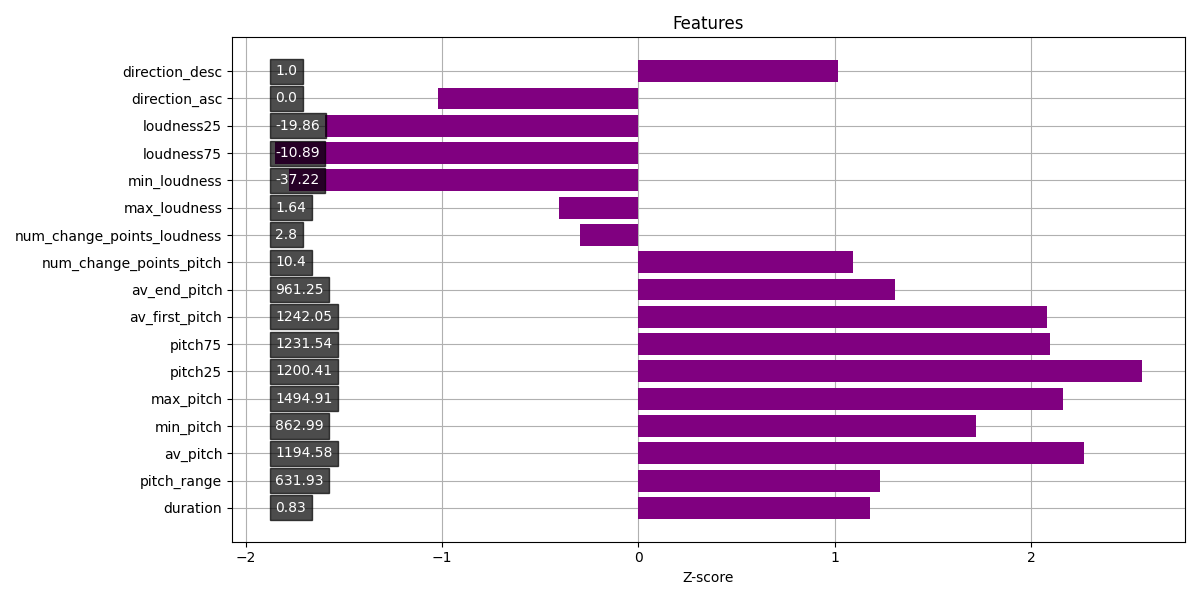 Features
direction_desc 1.0
direction_asc 0.0
loudness25 -19.86
loudness75 -10.89
min_loudness -37.22
max_loudness 1.64
num_change_points_loudness 2.8
num_change_points_pitch 10.4
av_end_pitch 961.25
av_first_pitch 1242.05
pitch75 1231.54
pitch25 1200.41
max_pitch 1494.91
min_pitch 862.99
av_pitch 1194.58
pitch_range 631.93
duration 0.83
−2 −1 0 1 2
Z-score